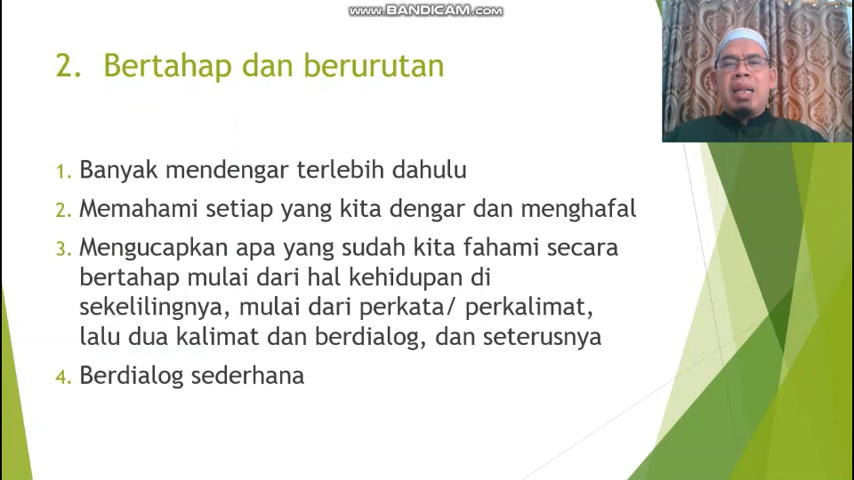 www.BANDICAM.com
2. Bertahap dan berurutan
1. Banyak mendengar terlebih dahulu
2. Memahami setiap yang kita dengar dan menghafal
3. Mengucapkan apa yang sudah kita fahami secara
bertahap mulai dari hal kehidupan di
sekelilingnya, mulai dari perkata/ perkalimat,
lalu dua kalimat dan berdialog, dan seterusnya
4. Berdialog sederhana